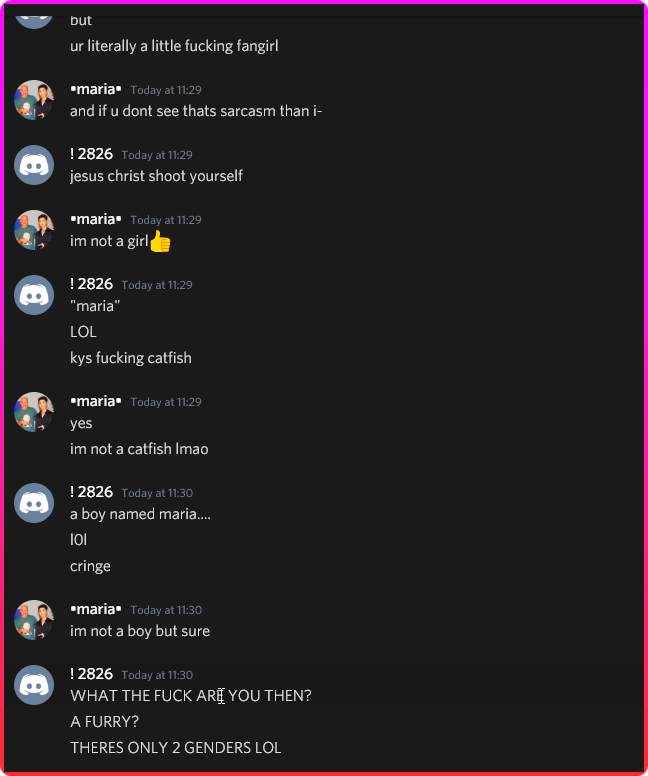 but
ur literally a little fucking fangirl
•maria• Today at 11:29
and if u dont see thats sarcasm than i-
! 2826 Today at 11:29
jesus christ shoot yourself
•maria• Today at 11:29
im not a girl👍
! 2826 Today at 11:29
"maria"
LOL
kys fucking catfish
•maria• Today at 11:29
yes
im not a catfish lmao
! 2826 Today at 11:30
a boy named maria....
l0l
cringe
•maria• Today at 11:30
im not a boy but sure
! 2826 Today at 11:30
WHAT THE FUCK ARE YOU THEN?
A FURRY?
THERES ONLY 2 GENDERS LOL